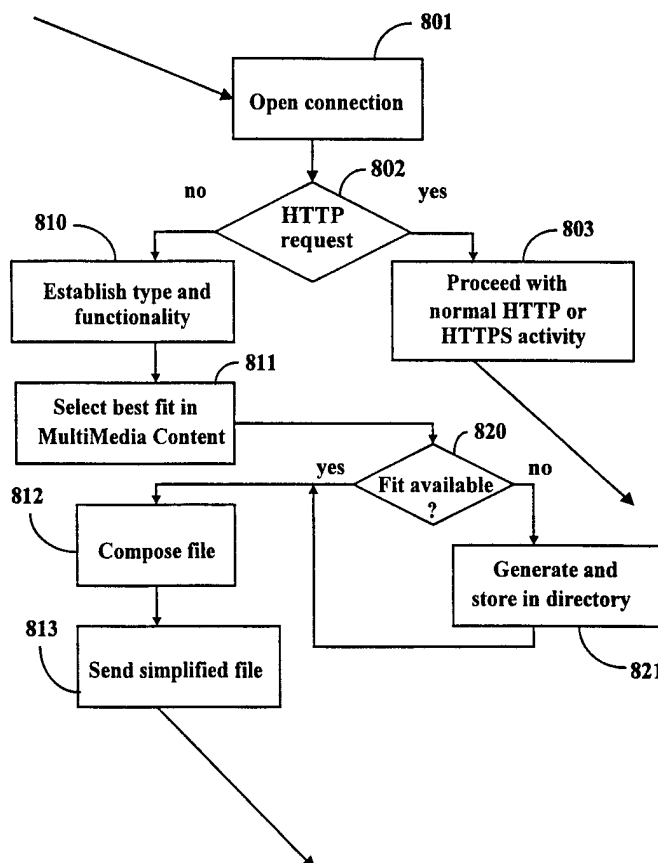 801
Open connection
802
no
yes
HTTP
request
810
803
Establish type and
functionality
Proceed with
normal HTTP or
HTTPS activity
811
Select best fit in
MultiMedia Content
820
yes
no
Fit available
?
812
Compose file
Generate and
store in directory
813
Send simplified file
821